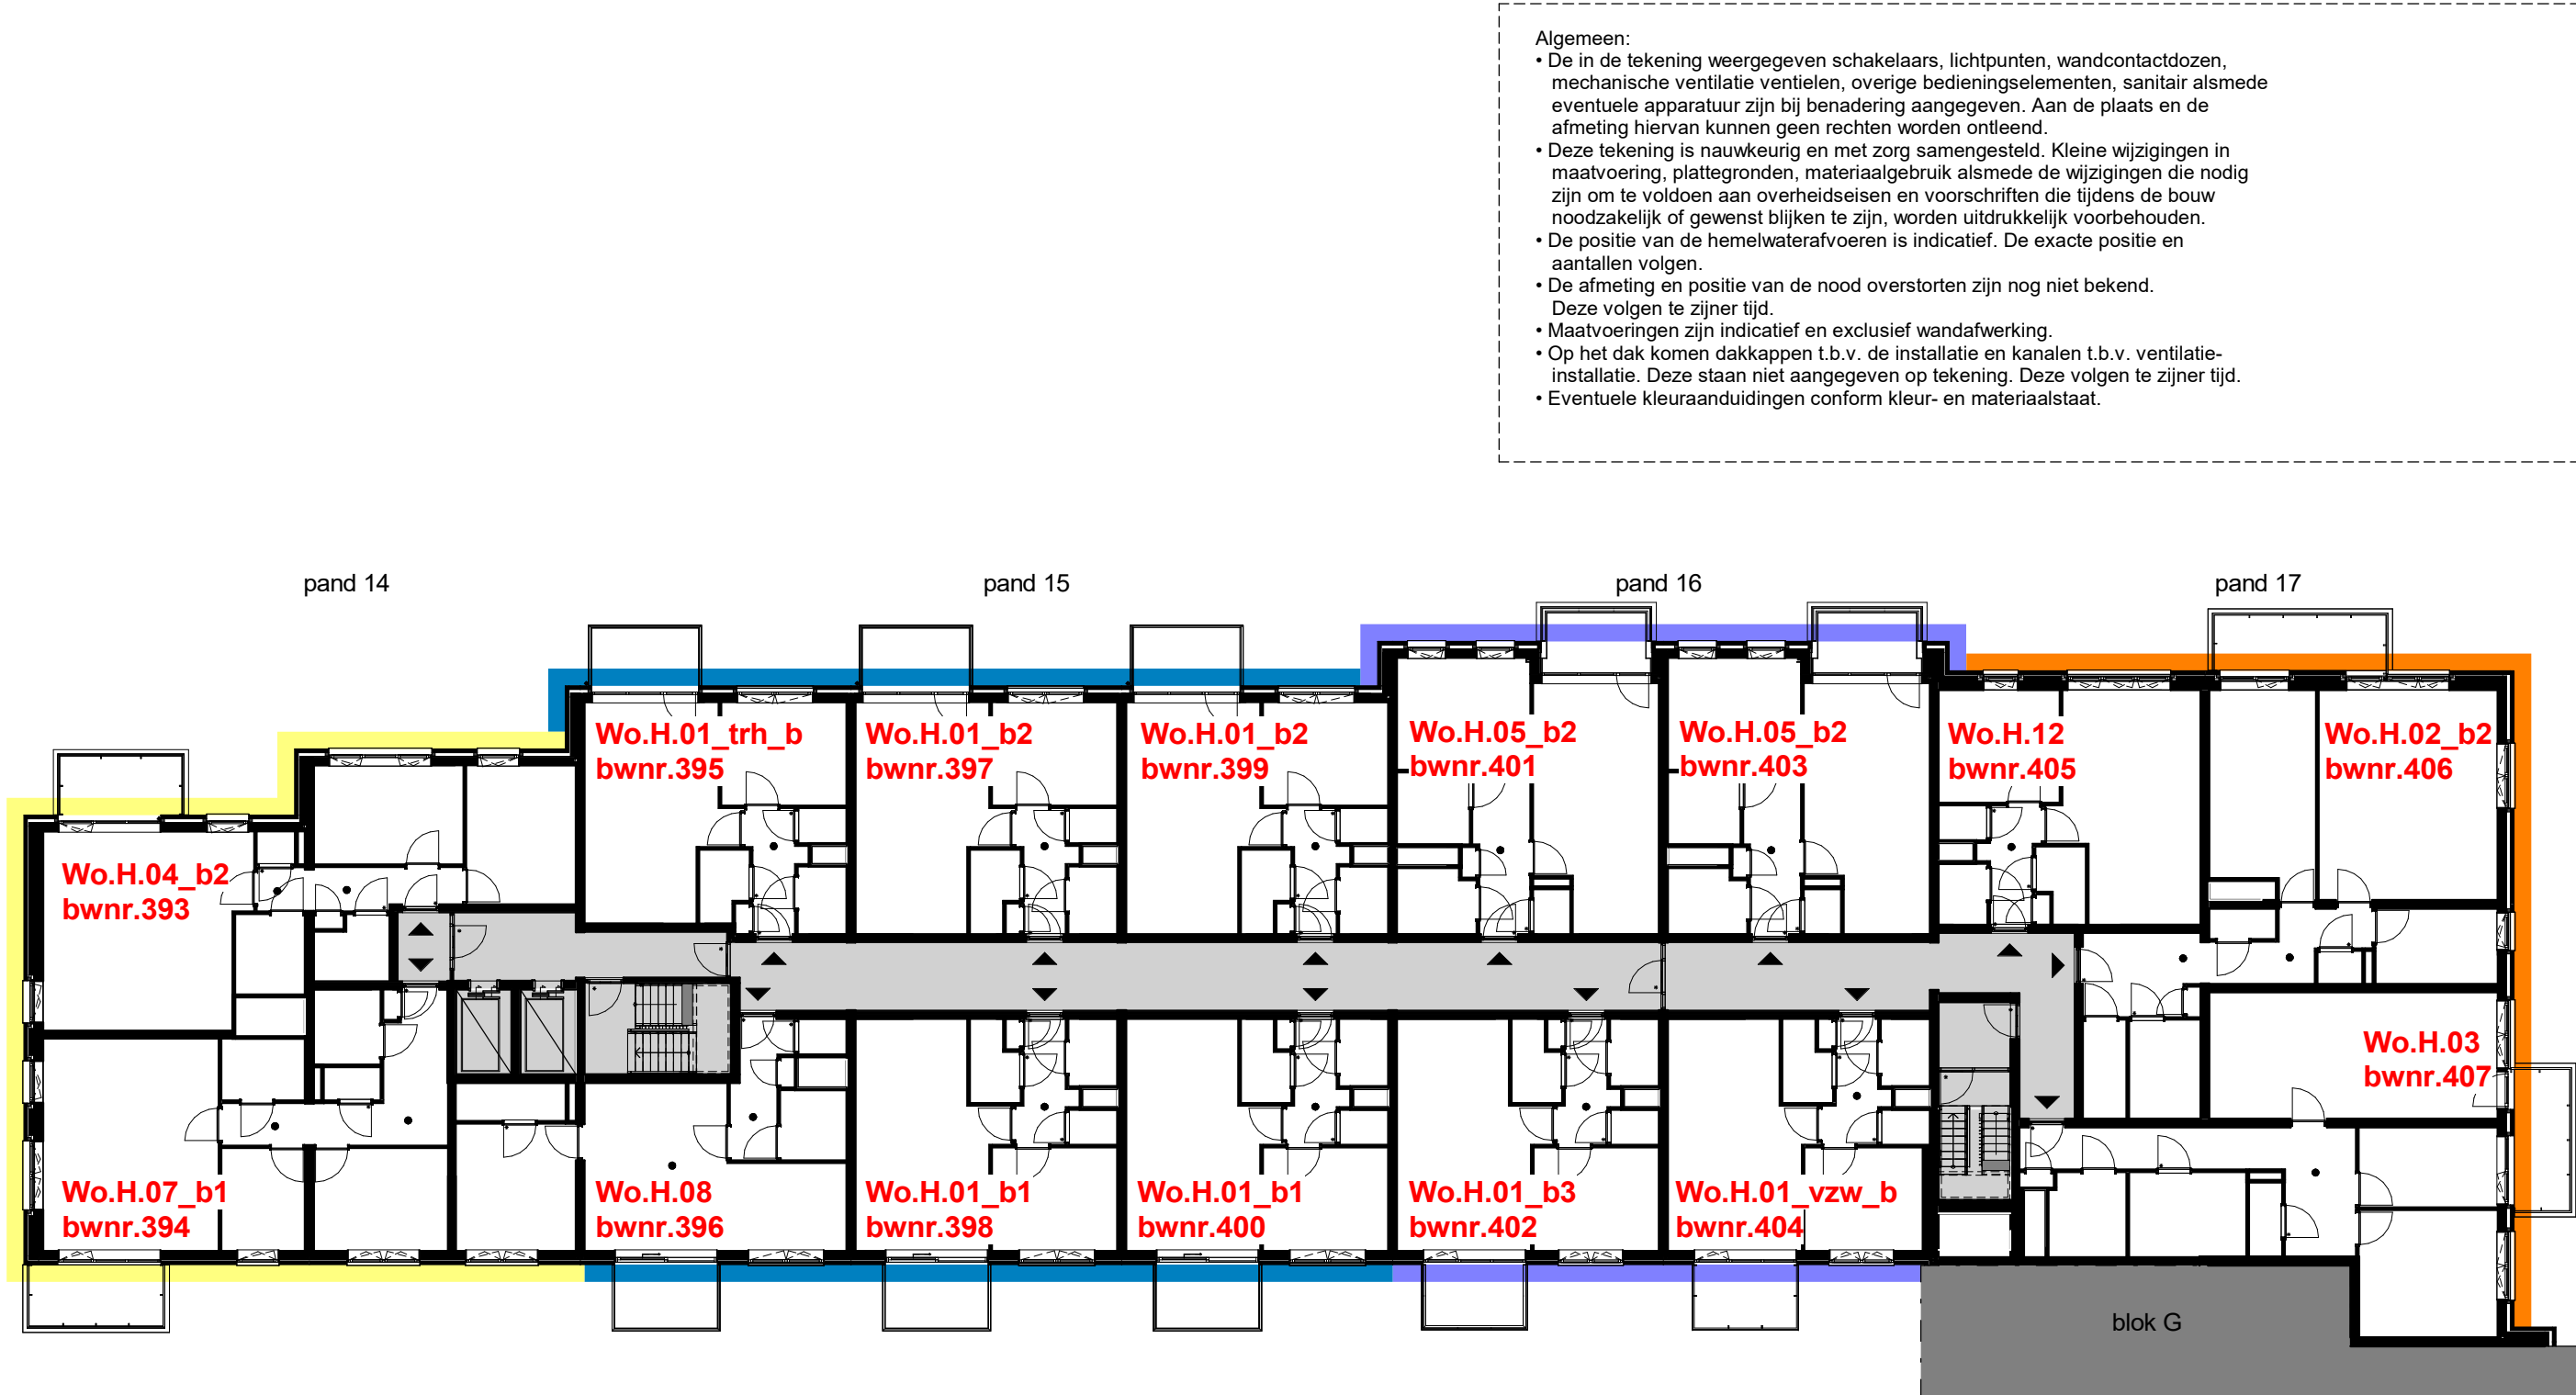 Algemeen:
• De in de tekening weergegeven schakelaars, lichtpunten, wandcontactdozen,
mechanische ventilatie ventielen, overige bedieningselementen, sanitair alsmede
eventuele apparatuur zijn bij benadering aangegeven. Aan de plaats en de
afmeting hiervan kunnen geen rechten worden ontleend.
• Deze tekening is nauwkeurig en met zorg samengesteld. Kleine wijzigingen in
maatvoering, plattegronden, materiaalgebruik alsmede de wijzigingen die nodig
zijn om te voldoen aan overheidseisen en voorschriften die tijdens de bouw
noodzakelijk of gewenst blijken te zijn, worden uitdrukkelijk voorbehouden.
• De positie van de hemelwaterafvoeren is indicatief. De exacte positie en
aantallen volgen.
• De afmeting en positie van de nood overstorten zijn nog niet bekend.
Deze volgen te zijner tijd.
• Maatvoeringen zijn indicatief en exclusief wandafwerking.
• Op het dak komen dakkappen t.b.v. de installatie en kanalen t.b.v. ventilatie-
installatie. Deze staan niet aangegeven op tekening. Deze volgen te zijner tijd.
• Eventuele kleuraanduidingen conform kleur- en materiaalstaat.
pand 14
pand 15
pand 16
pand 17
Wo.H.04_b2
bwnr.393
Wo.H.01_trh_b
bwnr.395
Wo.H.01_b2
bwnr.397
Wo.H.01_b2
bwnr.399
Wo.H.05_b2
bwnr.401
Wo.H.05_b2
bwnr.403
Wo.H.12
bwnr.405
Wo.H.02_b2
bwnr.406
Wo.H.03
bwnr.407
Wo.H.07_b1
bwnr.394
Wo.H.08
bwnr.396
Wo.H.01_b1
bwnr.398
Wo.H.01_b1
bwnr.400
Wo.H.01_b3
bwnr.402
Wo.H.01_vzw_b
bwnr.404
blok G